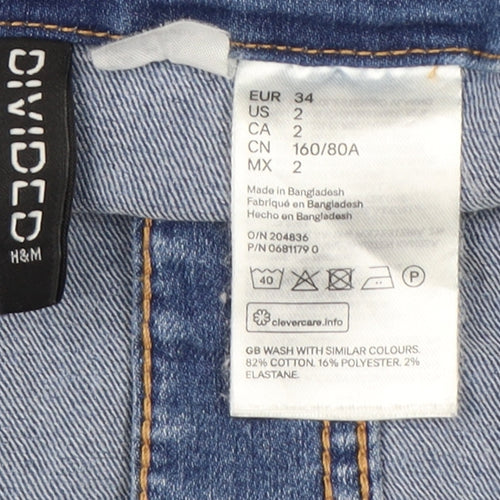 DIVIDED
H&M
EUR 34
US 2
CA 2
CN 160/80A
MX 2
Made in Bangladesh
Fabriqué en Bangladesh
Hecho en Bangladesh
O/N 204836
P/N 0681179 0
40 P
clevercare.info
GB WASH WITH SIMILAR COLOURS.
82% COTTON. 16% POLYESTER. 2%
ELASTANE.